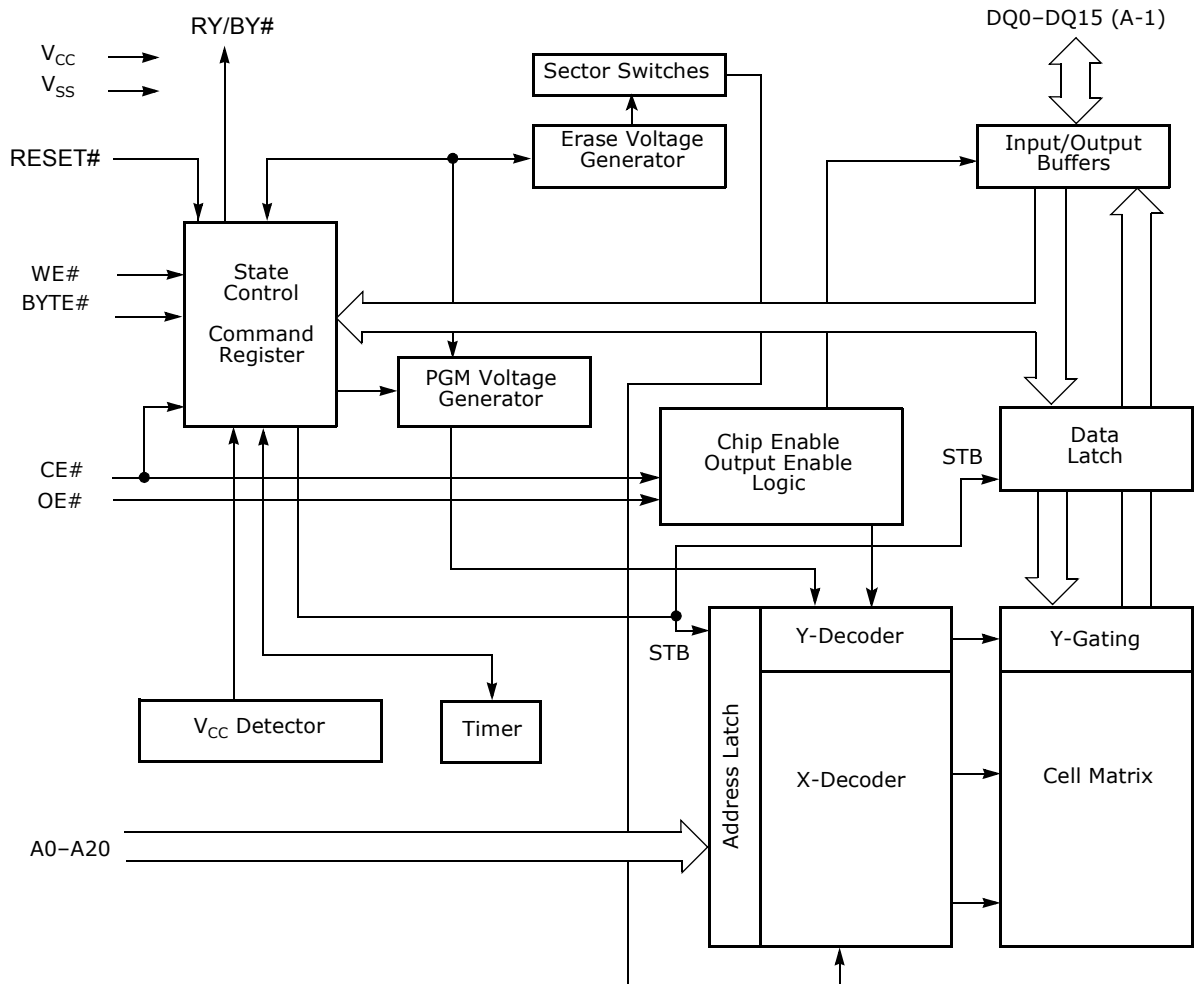 RY/BY#
DQ0–DQ15 (A-1)
VCC
VSS
Sector Switches
RESET#
Erase Voltage
Generator
Input/Output
Buffers
WE#
BYTE#
State
Control
Command
Register
PGM Voltage
Generator
Chip Enable
Output Enable
Logic
Data
Latch
STB
CE#
OE#
STB
Y-Decoder
Y-Gating
VCC Detector
Timer
Address Latch
X-Decoder
Cell Matrix
A0–A20